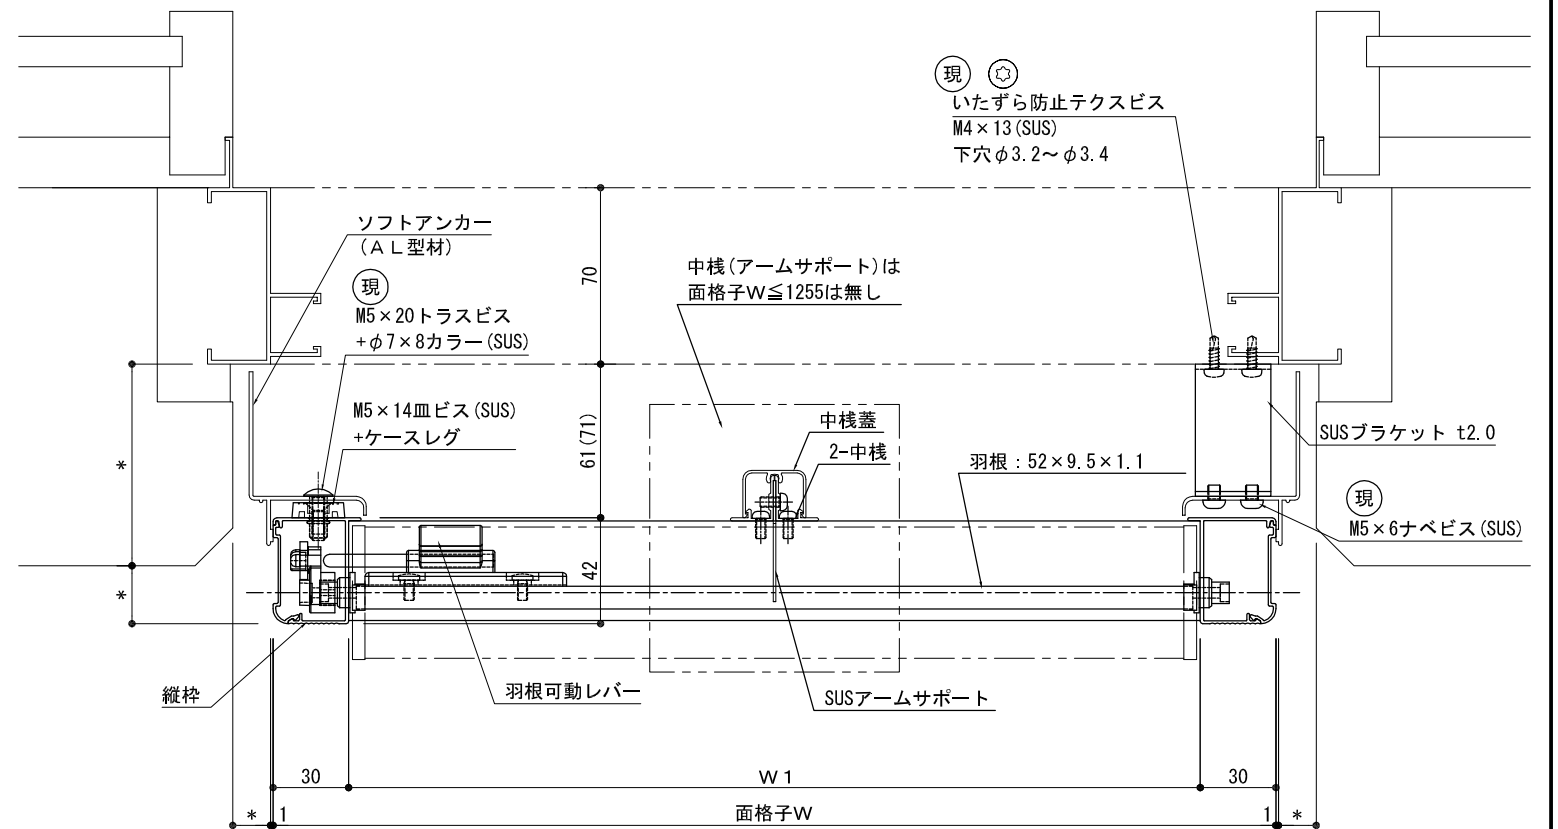 現
いたずら防止テクスビス
M4×13(SUS)
下穴φ3.2～φ3.4
ソフトアンカー
(ＡＬ型材)
現
M5×20トラスビス
+φ7×8カラー(SUS)
M5×14皿ビス(SUS)
+ケースレグ
中桟(アームサポート)は
面格子W≦1255は無し
70
61(71)
42
*
*
中桟蓋
2-中桟
羽根：52×9.5×1.1
SUSブラケット t2.0
現
M5×6ナベビス(SUS)
縦枠
羽根可動レバー
SUSアームサポート
30
W1
30
*
1
面格子W
1
*